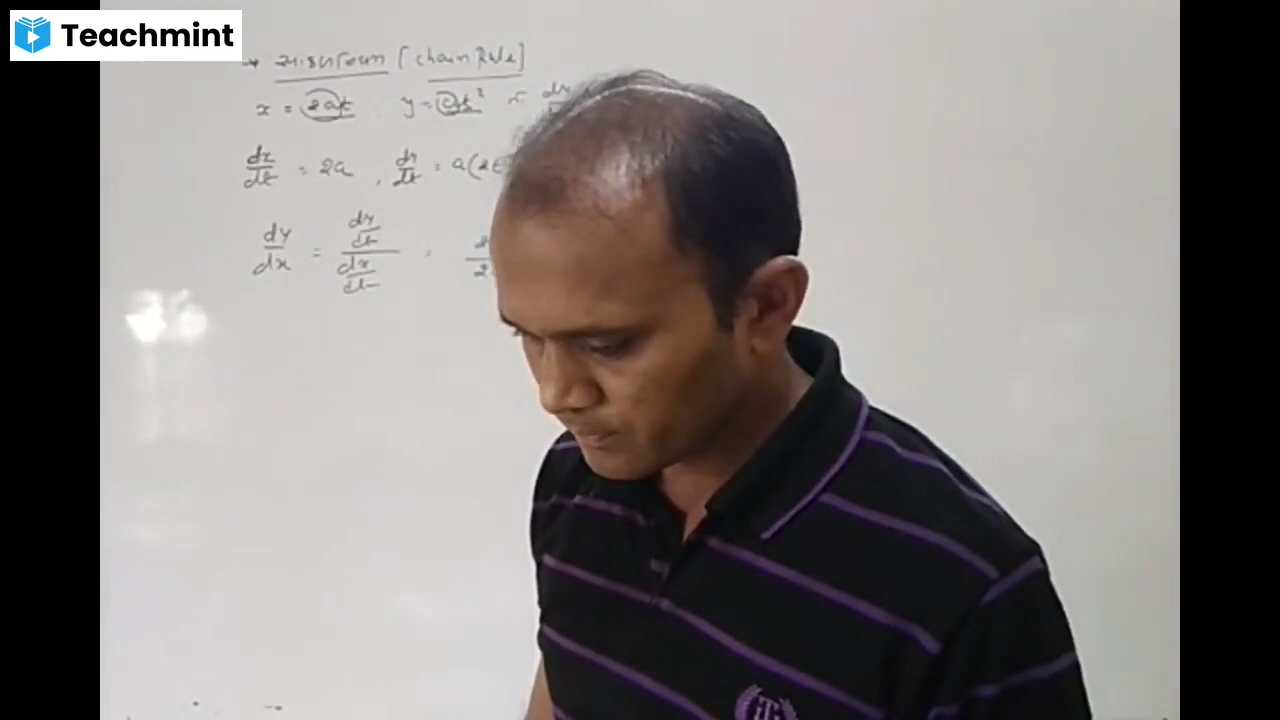 Teachmint
સાંકળ નિયમ [Chain Rule]
x = 2at , y = at²
dx/dt = 2a , dy/dt = a(2t
dy/dx = dy/dt / dx/dt =